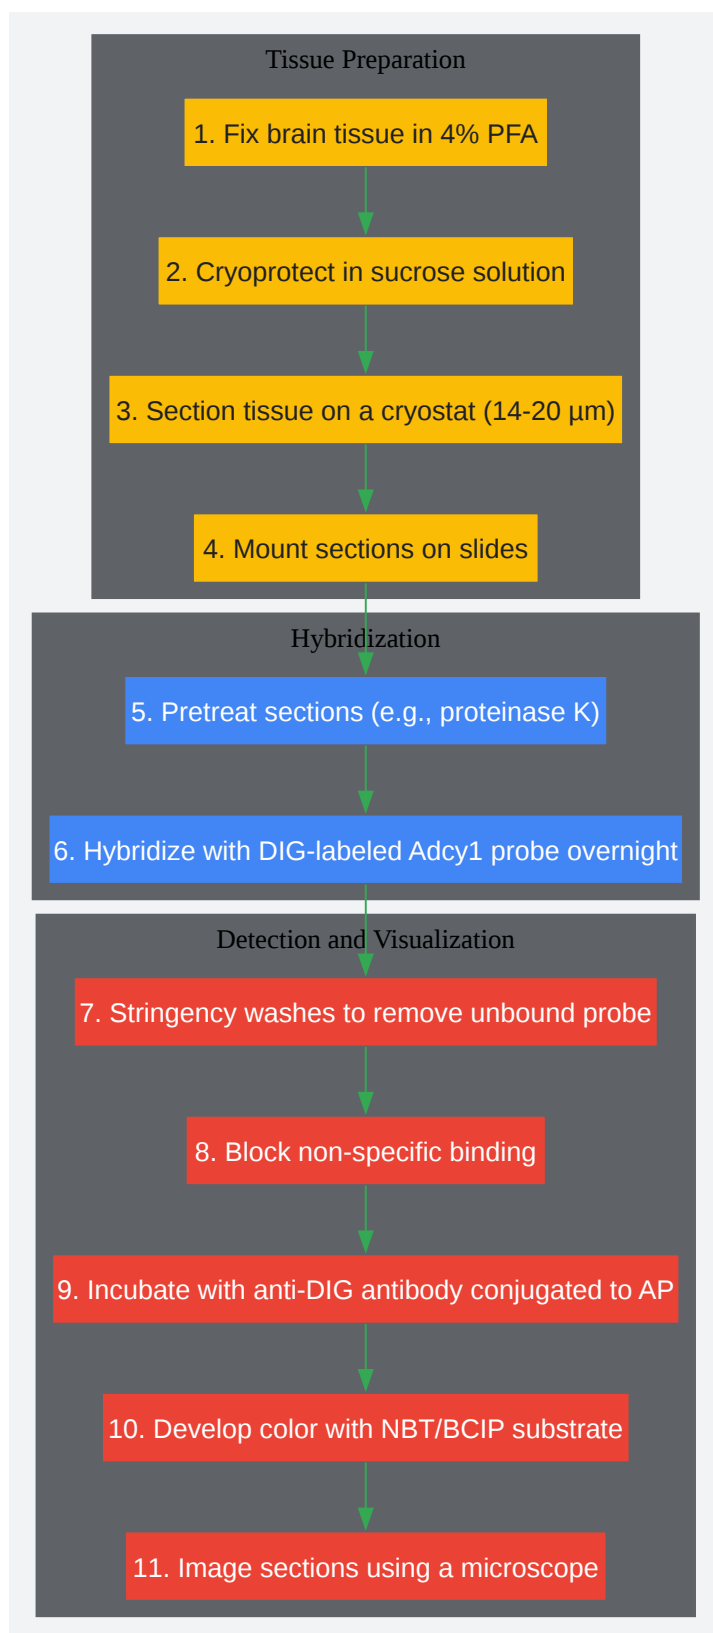 Tissue Preparation
1. Fix brain tissue in 4% PFA
2. Cryoprotect in sucrose solution
3. Section tissue on a cryostat (14-20 µm)
4. Mount sections on slides
Hybridization
5. Pretreat sections (e.g., proteinase K)
6. Hybridize with DIG-labeled Adcy1 probe overnight
Detection and Visualization
7. Stringency washes to remove unbound probe
8. Block non-specific binding
9. Incubate with anti-DIG antibody conjugated to AP
10. Develop color with NBT/BCIP substrate
11. Image sections using a microscope